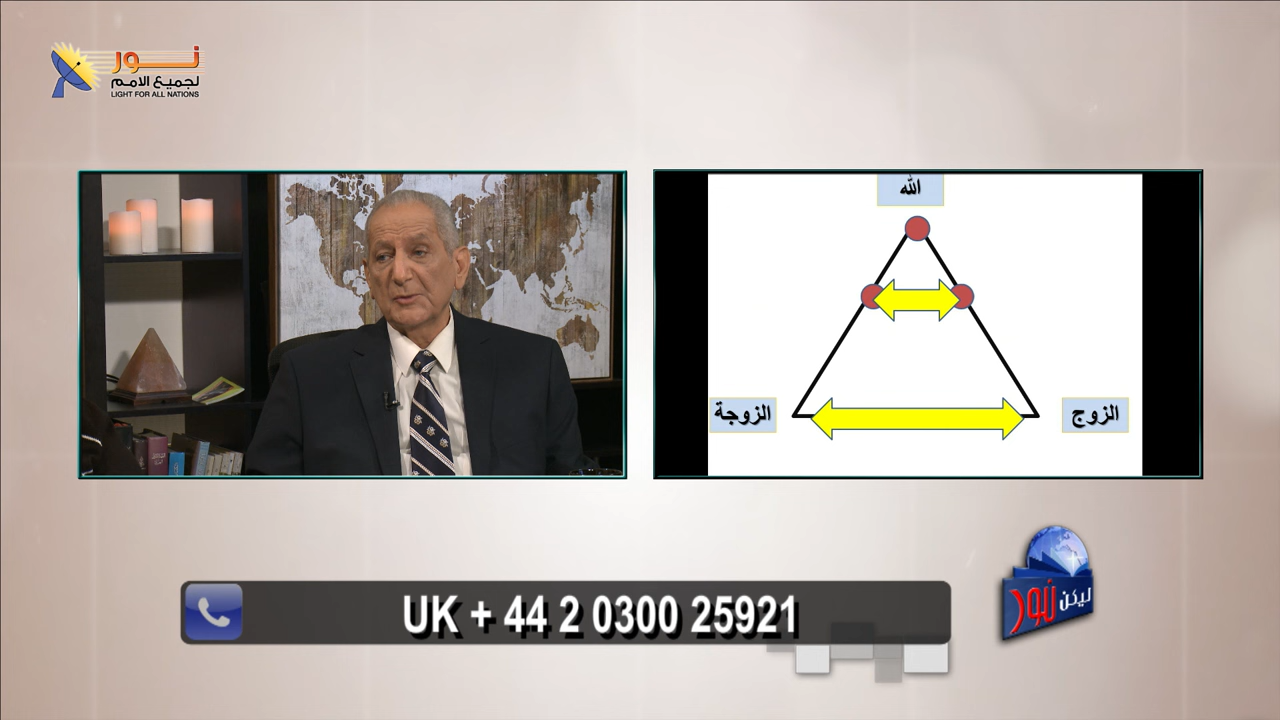 نور
لجميع الامم
LIGHT FOR ALL NATIONS
الله
الزوجة
الزوج
UK + 44 2 0300 25921
ليكن نور